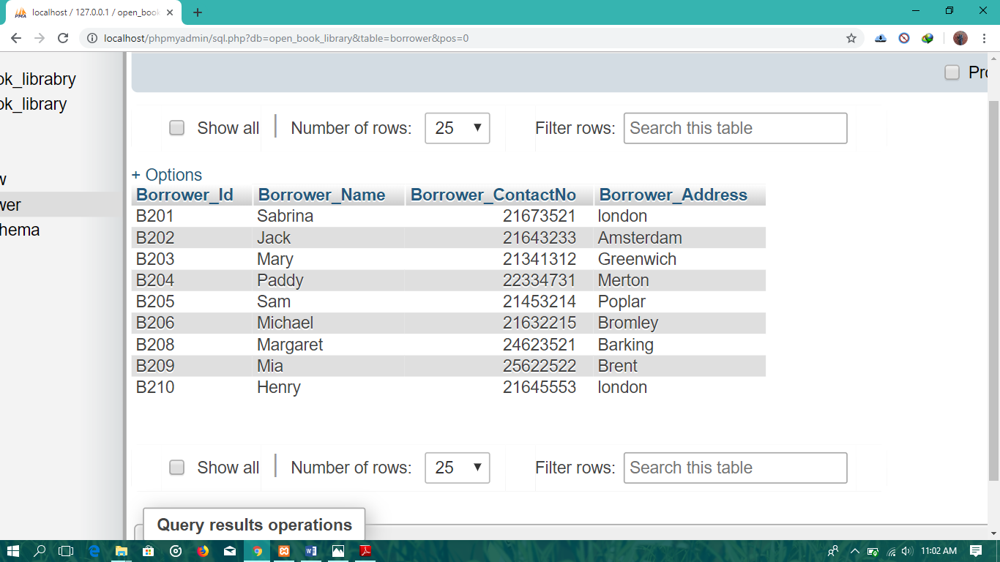 localhost / 127.0.0.1 / open_book
localhost/phpmyadmin/sql.php?db=open_book_library&table=borrower&pos=0
ok_librabry
ok_library
w
wer
hema
Pro
Show all Number of rows: 25 Filter rows: Search this table
+ Options
Borrower_Id Borrower_Name Borrower_ContactNo Borrower_Address
B201 Sabrina 21673521 london
B202 Jack 21643233 Amsterdam
B203 Mary 21341312 Greenwich
B204 Paddy 22334731 Merton
B205 Sam 21453214 Poplar
B206 Michael 21632215 Bromley
B208 Margaret 24623521 Barking
B209 Mia 25622522 Brent
B210 Henry 21645553 london
Show all Number of rows: 25 Filter rows: Search this table
Query results operations
11:02 AM